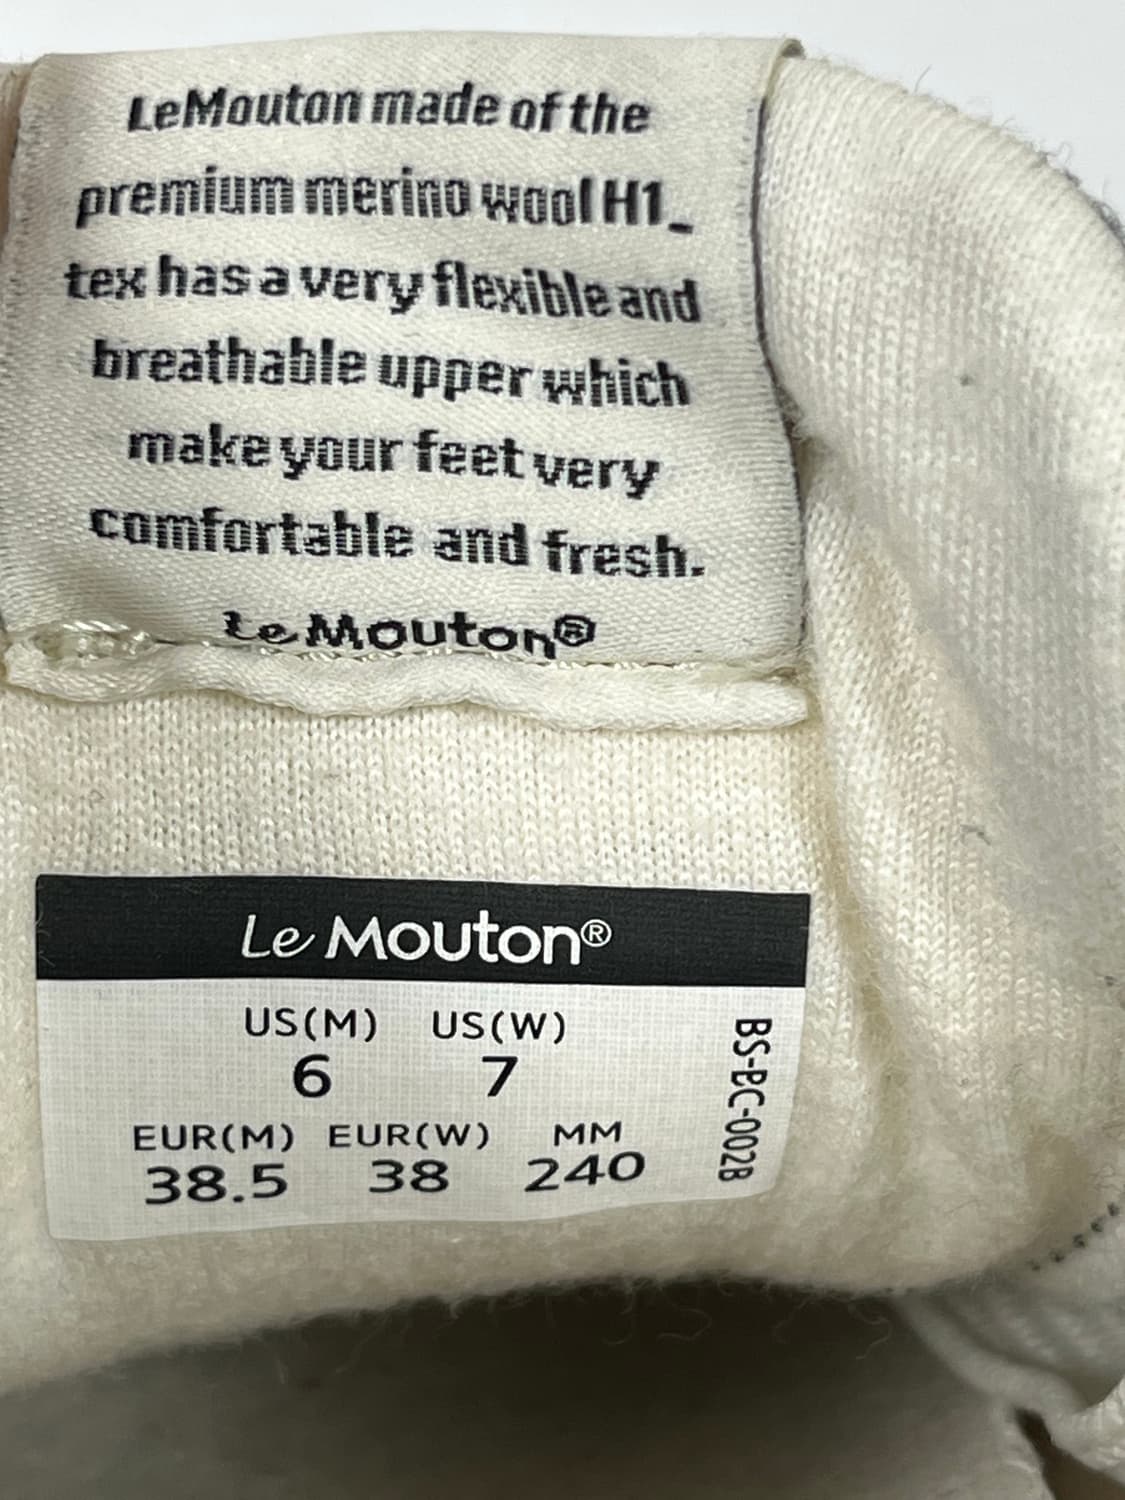 LeMouton made of the
premium merino wool H1_
tex has a very flexible and
breathable upper which
make your feet very
comfortable and fresh.
Le Mouton®
Le Mouton®
US(M) US(W)
6 7
EUR(M) EUR(W) MM
38.5 38 240
BS-BC-002B